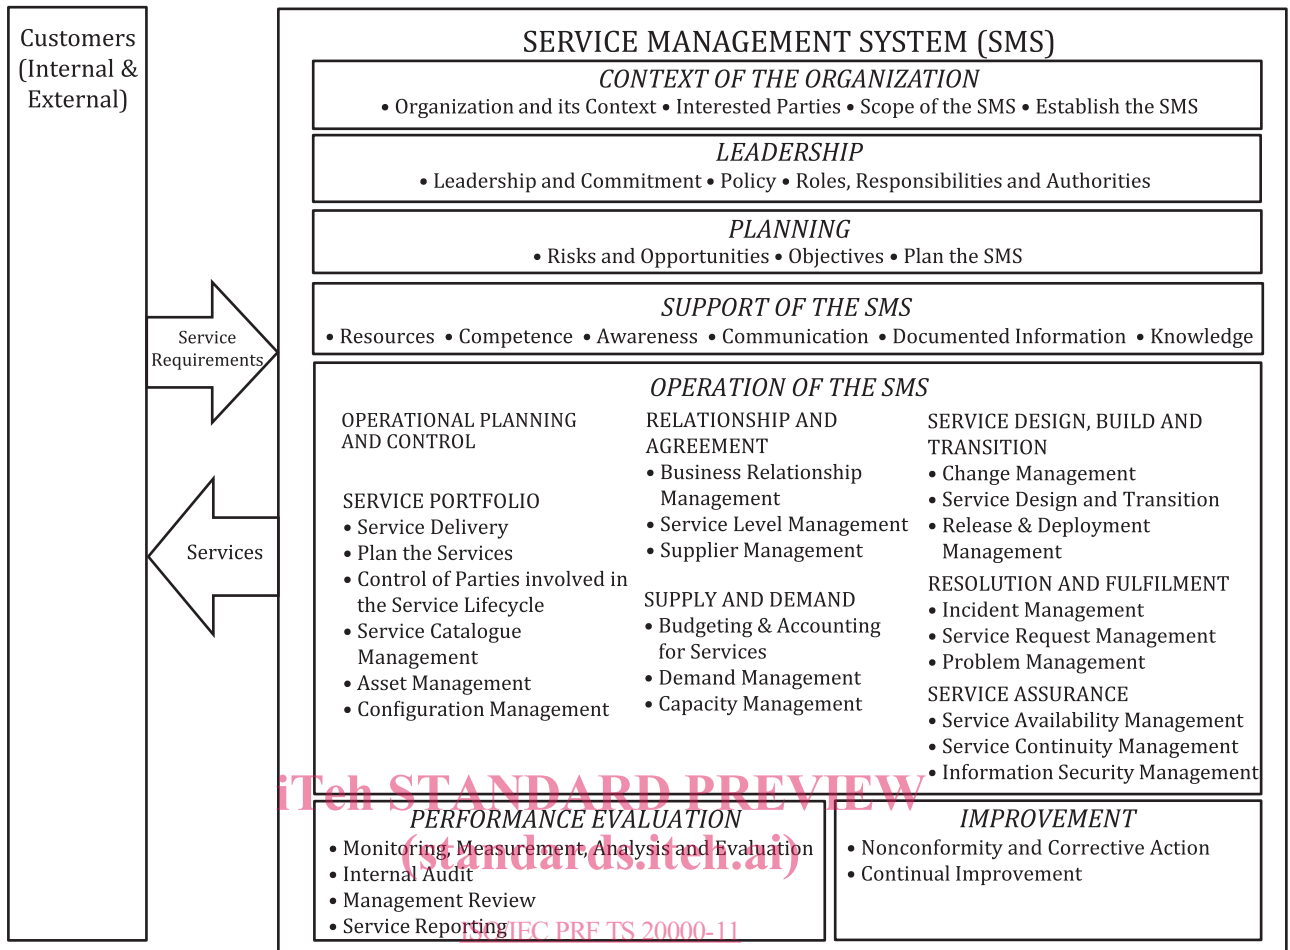 Customers
(Internal &
External)
Service
Requirements
Services
SERVICE MANAGEMENT SYSTEM (SMS)
CONTEXT OF THE ORGANIZATION
• Organization and its Context • Interested Parties • Scope of the SMS • Establish the SMS
LEADERSHIP
• Leadership and Commitment • Policy • Roles, Responsibilities and Authorities
PLANNING
• Risks and Opportunities • Objectives • Plan the SMS
SUPPORT OF THE SMS
• Resources • Competence • Awareness • Communication • Documented Information • Knowledge
OPERATION OF THE SMS
OPERATIONAL PLANNING
AND CONTROL
SERVICE PORTFOLIO
• Service Delivery
• Plan the Services
• Control of Parties involved in
the Service Lifecycle
• Service Catalogue
Management
• Asset Management
• Configuration Management
RELATIONSHIP AND
AGREEMENT
• Business Relationship
Management
• Service Level Management
• Supplier Management
SUPPLY AND DEMAND
• Budgeting & Accounting
for Services
• Demand Management
• Capacity Management
SERVICE DESIGN, BUILD AND
TRANSITION
• Change Management
• Service Design and Transition
• Release & Deployment
Management
RESOLUTION AND FULFILMENT
• Incident Management
• Service Request Management
• Problem Management
SERVICE ASSURANCE
• Service Availability Management
• Service Continuity Management
• Information Security Management
iTeh STANDARD PREVIEW
(standards.iteh.ai)
PERFORMANCE EVALUATION
• Monitoring, Measurement, Analysis and Evaluation
• Internal Audit
• Management Review
• Service Reporting
ISO/IEC PRF TS 20000-11
IMPROVEMENT
• Nonconformity and Corrective Action
• Continual Improvement